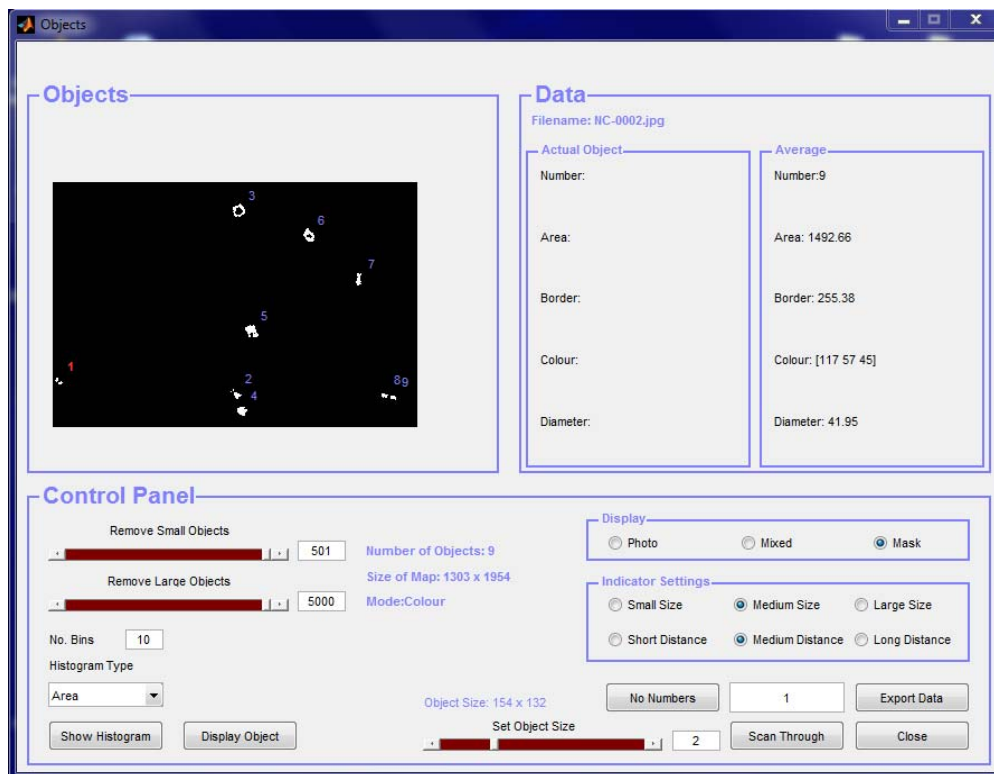 Objects
Objects
3
6
7
5
1
2
4
89
Data
Filename: NC-0002.jpg
Actual Object
Number:
Area:
Border:
Colour:
Diameter:
Average
Number:9
Area: 1492.66
Border: 255.38
Colour: [117 57 45]
Diameter: 41.95
Control Panel
Remove Small Objects
501
Remove Large Objects
5000
Number of Objects: 9
Size of Map: 1303 x 1954
Mode:Colour
No. Bins 10
Histogram Type
Area
Show Histogram Display Object
Display
Photo Mixed Mask
Indicator Settings
Small Size Medium Size Large Size
Short Distance Medium Distance Long Distance
Object Size: 154 x 132
Set Object Size
2
No Numbers 1 Export Data
Scan Through Close